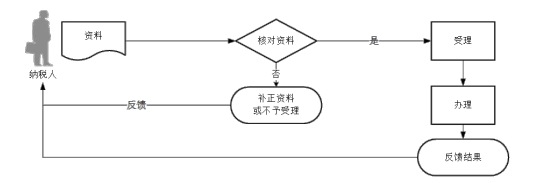 资料
核对资料
是
受理
纳税人
否
反馈
补正资料
或不予受理
办理
反馈结果